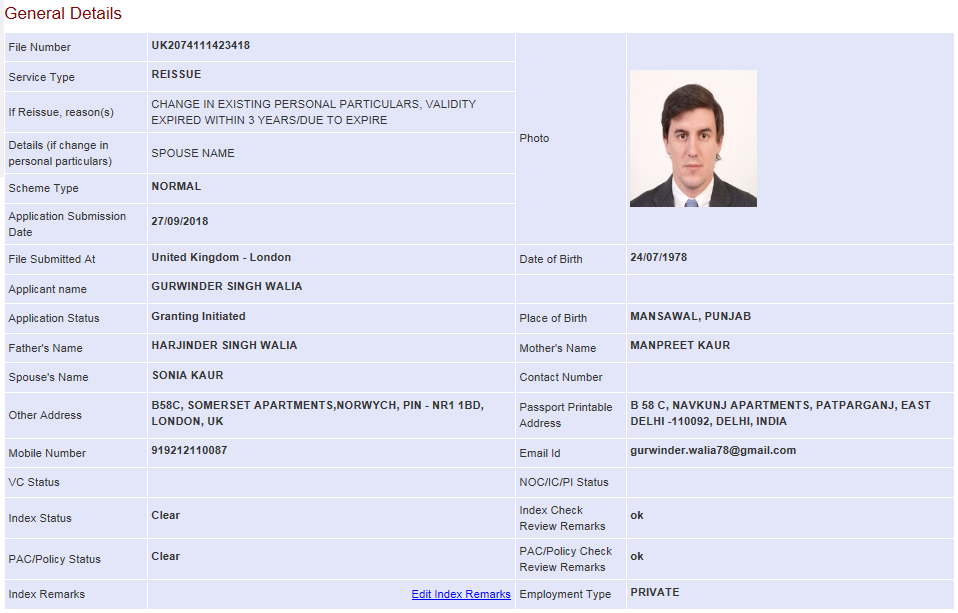 General Details
File Number UK2074111423418
Service Type REISSUE
If Reissue, reason(s) CHANGE IN EXISTING PERSONAL PARTICULARS, VALIDITY
EXPIRED WITHIN 3 YEARS/DUE TO EXPIRE
Photo
Details (if change in
personal particulars) SPOUSE NAME
Scheme Type NORMAL
Application Submission
Date 27/09/2018
File Submitted At United Kingdom - London Date of Birth 24/07/1978
Applicant name GURWINDER SINGH WALIA
Application Status Granting Initiated Place of Birth MANSAWAL, PUNJAB
Father's Name HARJINDER SINGH WALIA Mother's Name MANPREET KAUR
Spouse's Name SONIA KAUR Contact Number
Other Address B58C, SOMERSET APARTMENTS,NORWYCH, PIN - NR1 1BD,
LONDON, UK
Passport Printable
Address B 58 C, NAVKUNJ APARTMENTS, PATPARGANJ, EAST
DELHI -110092, DELHI, INDIA
Mobile Number 919212110087 Email Id gurwinder.walia78@gmail.com
VC Status NOC/IC/PI Status
Index Status Clear Index Check
Review Remarks ok
PAC/Policy Status Clear PAC/Policy Check
Review Remarks ok
Index Remarks Edit Index Remarks Employment Type PRIVATE